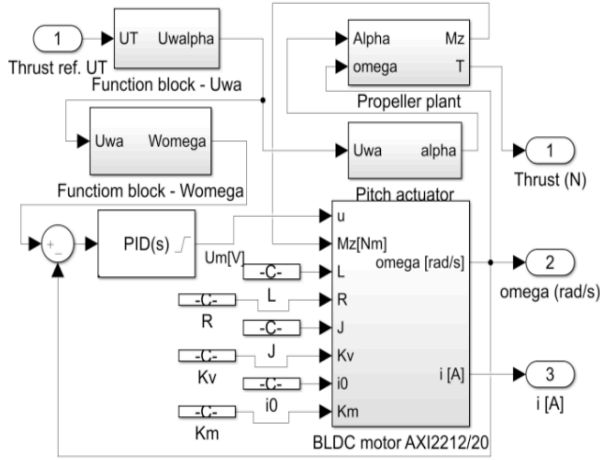 1
Thrust ref. UT
UT Uwalpha
Function block - Uwa
Alpha Mz
omega T
Propeller plant
Uwa Womega
Functiom block - Womega
Uwa alpha
Pitch actuator
1
Thrust (N)
+
−
PID(s)
Um[V]
u
Mz[Nm]
omega [rad/s]
2
omega (rad/s)
-C- L
L
-C- R
R
-C- J
J
-C- Kv
Kv
-C- i0
i0
-C- Km
Km
i [A]
3
i [A]
BLDC motor AXI2212/20